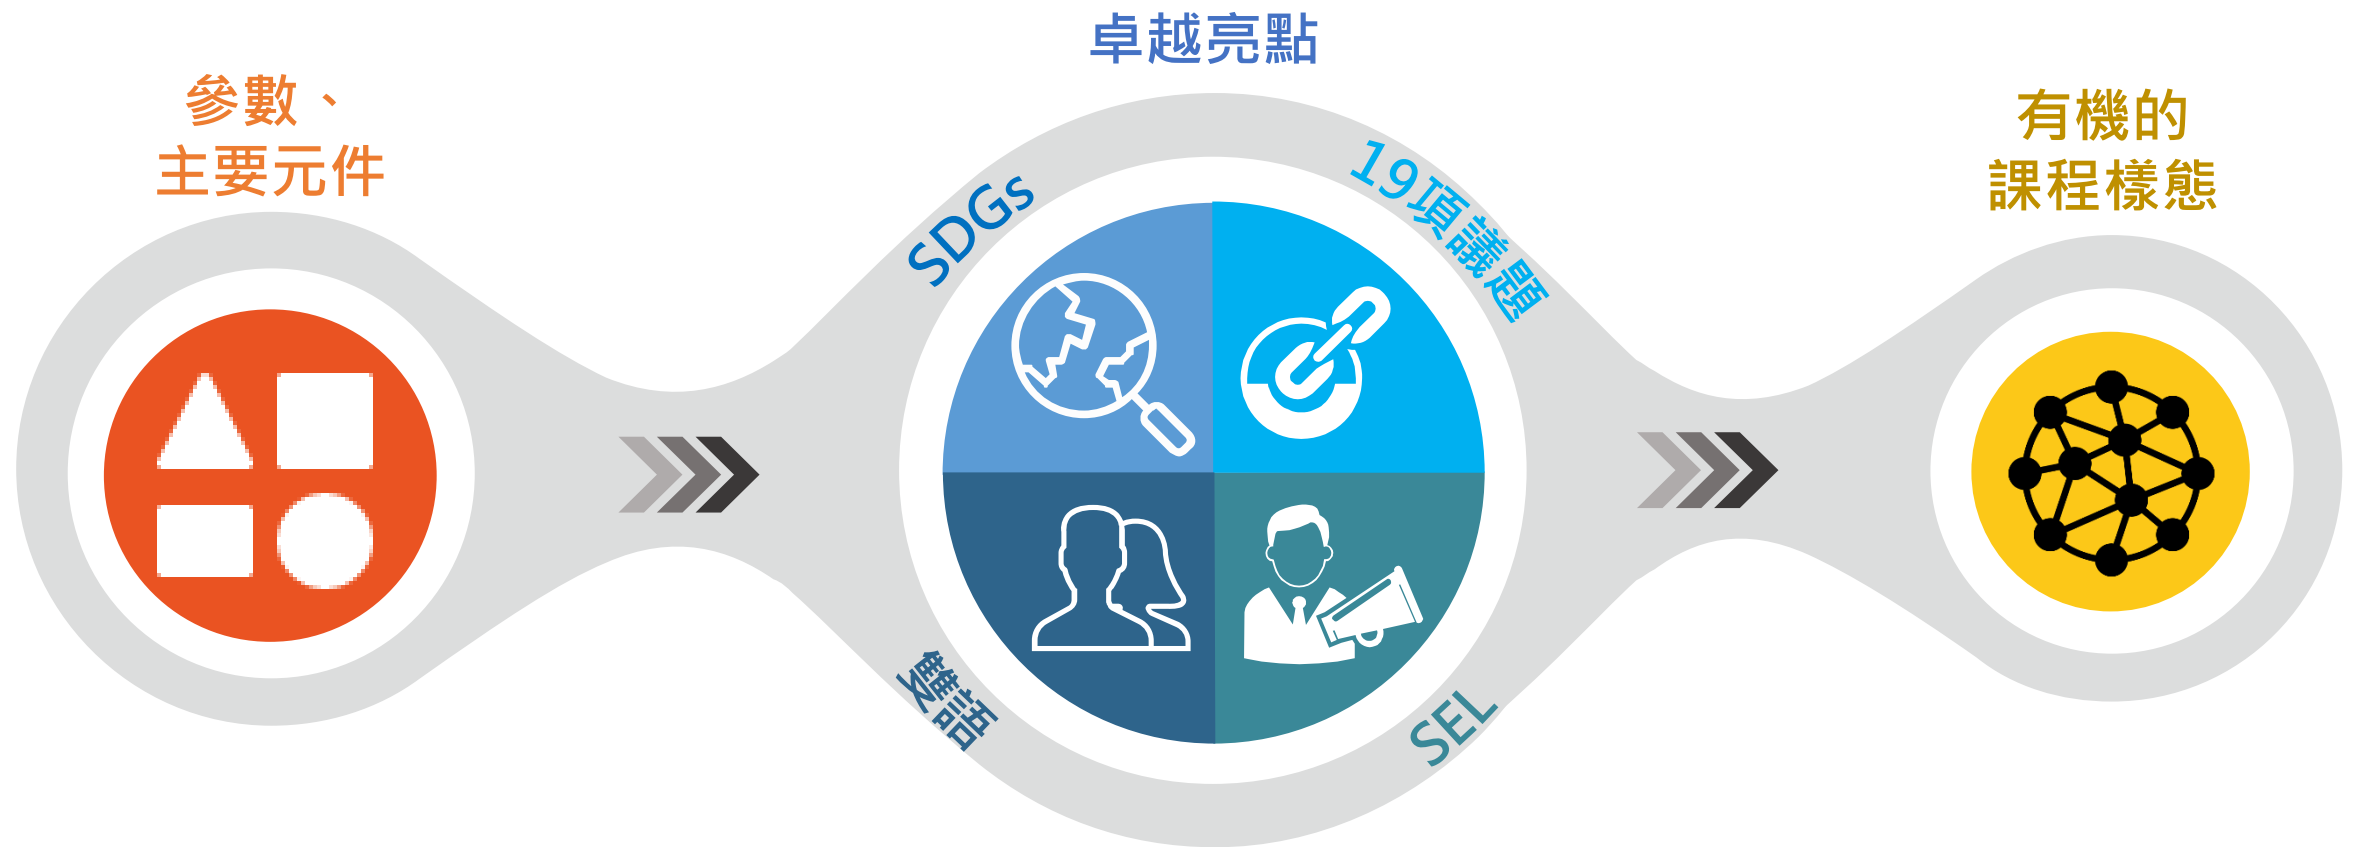 參數、
主要元件
卓越亮點
SDGs
19項議題
雙語
SEL
有機的
課程樣態